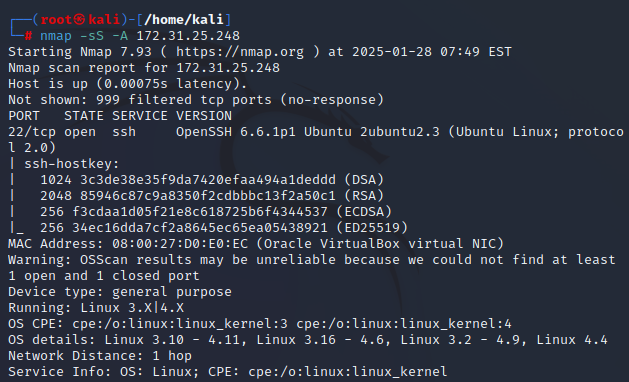 ┌──(root㉿kali)-[/home/kali]
└─# nmap -sS -A 172.31.25.248
Starting Nmap 7.93 ( https://nmap.org ) at 2025-01-28 07:49 EST
Nmap scan report for 172.31.25.248
Host is up (0.00075s latency).
Not shown: 999 filtered tcp ports (no-response)
PORT   STATE SERVICE VERSION
22/tcp open  ssh     OpenSSH 6.6.1p1 Ubuntu 2ubuntu2.3 (Ubuntu Linux; protoco
l 2.0)
| ssh-hostkey:
|   1024 3c3de38e35f9da7420efaa494a1deddd (DSA)
|   2048 85946c87c9a8350f2cdbbbc13f2a50c1 (RSA)
|   256 f3cdaa1d05f21e8c618725b6f4344537 (ECDSA)
|_  256 34ec16dda7cf2a8645ec65ea05438921 (ED25519)
MAC Address: 08:00:27:D0:E0:EC (Oracle VirtualBox virtual NIC)
Warning: OSScan results may be unreliable because we could not find at least
1 open and 1 closed port
Device type: general purpose
Running: Linux 3.X|4.X
OS CPE: cpe:/o:linux:linux_kernel:3 cpe:/o:linux:linux_kernel:4
OS details: Linux 3.10 - 4.11, Linux 3.16 - 4.6, Linux 3.2 - 4.9, Linux 4.4
Network Distance: 1 hop
Service Info: OS: Linux; CPE: cpe:/o:linux:linux_kernel